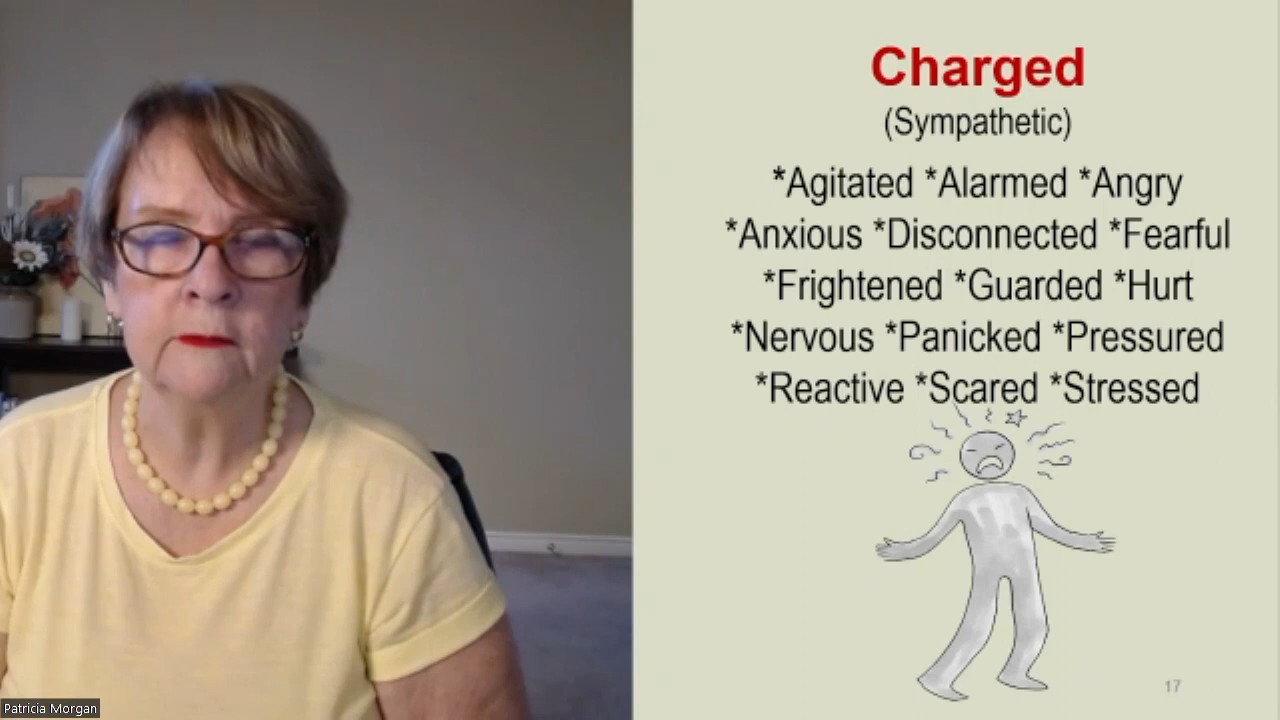 Charged
(Sympathetic)
*Agitated *Alarmed *Angry
*Anxious *Disconnected *Fearful
*Frightened *Guarded *Hurt
*Nervous *Panicked *Pressured
*Reactive *Scared *Stressed
17
Patricia Morgan